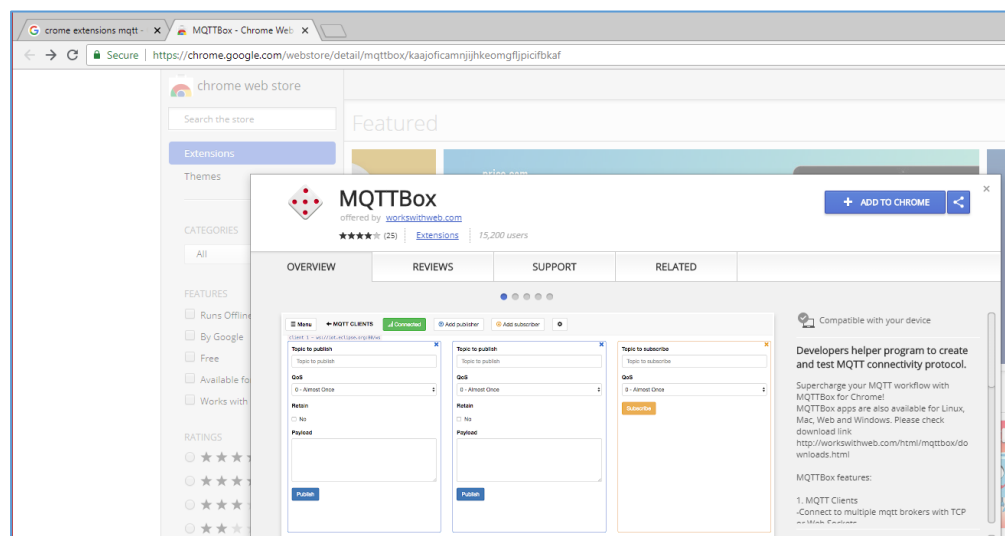 crome extensions mqtt -
MQTTBox - Chrome Web
Secure
https://chrome.google.com/webstore/detail/mqttbox/kaajoficamnjijhkeomgfljpicifbkaf
chrome web store
Search the store
Featured
Extensions
Themes
MQTTBox
offered by workswithweb.com
(25) Extensions 15,200 users
+ ADD TO CHROME
CATEGORIES
All
OVERVIEW REVIEWS SUPPORT RELATED
FEATURES
Runs Offline
By Google
Free
Available fo
Works with
RATINGS
Menu MQTT CLIENTS Connected Add publisher Add subscriber
Topic to publish
Topic to publish
QoS
0 - Almost Once
Retain
No
Payload
Publish
Topic to publish
Topic to publish
QoS
0 - Almost Once
Retain
No
Payload
Publish
Topic to subscribe
Topic to subscribe
QoS
0 - Almost Once
Subscribe
Compatible with your device
Developers helper program to create
and test MQTT connectivity protocol.
Supercharge your MQTT workflow with
MQTTBox for Chrome!
MQTTBox apps are also available for Linux,
Mac, Web and Windows. Please check
download link
http://workswithweb.com/html/mqttbox/do
wnloads.html
MQTTBox features:
1. MQTT Clients
-Connect to multiple mqtt brokers with TCP
or Web Sockets